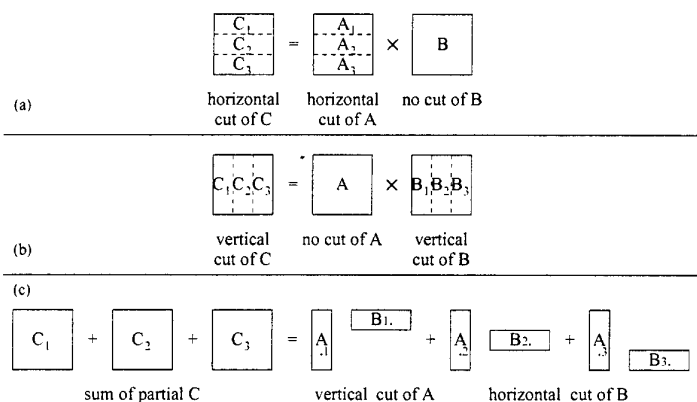 C1 = A1 × B
C2 A2
C3 A3
(a)
horizontal cut of C
horizontal cut of A
no cut of B
C1 C2 C3 = A × B1 B2 B3
(b)
vertical cut of C
no cut of A
vertical cut of B
(c)
C1 + C2 + C3 = A.1 B1. + A.2 B2. + A.3 B3.
sum of partial C
vertical cut of A
horizontal cut of B